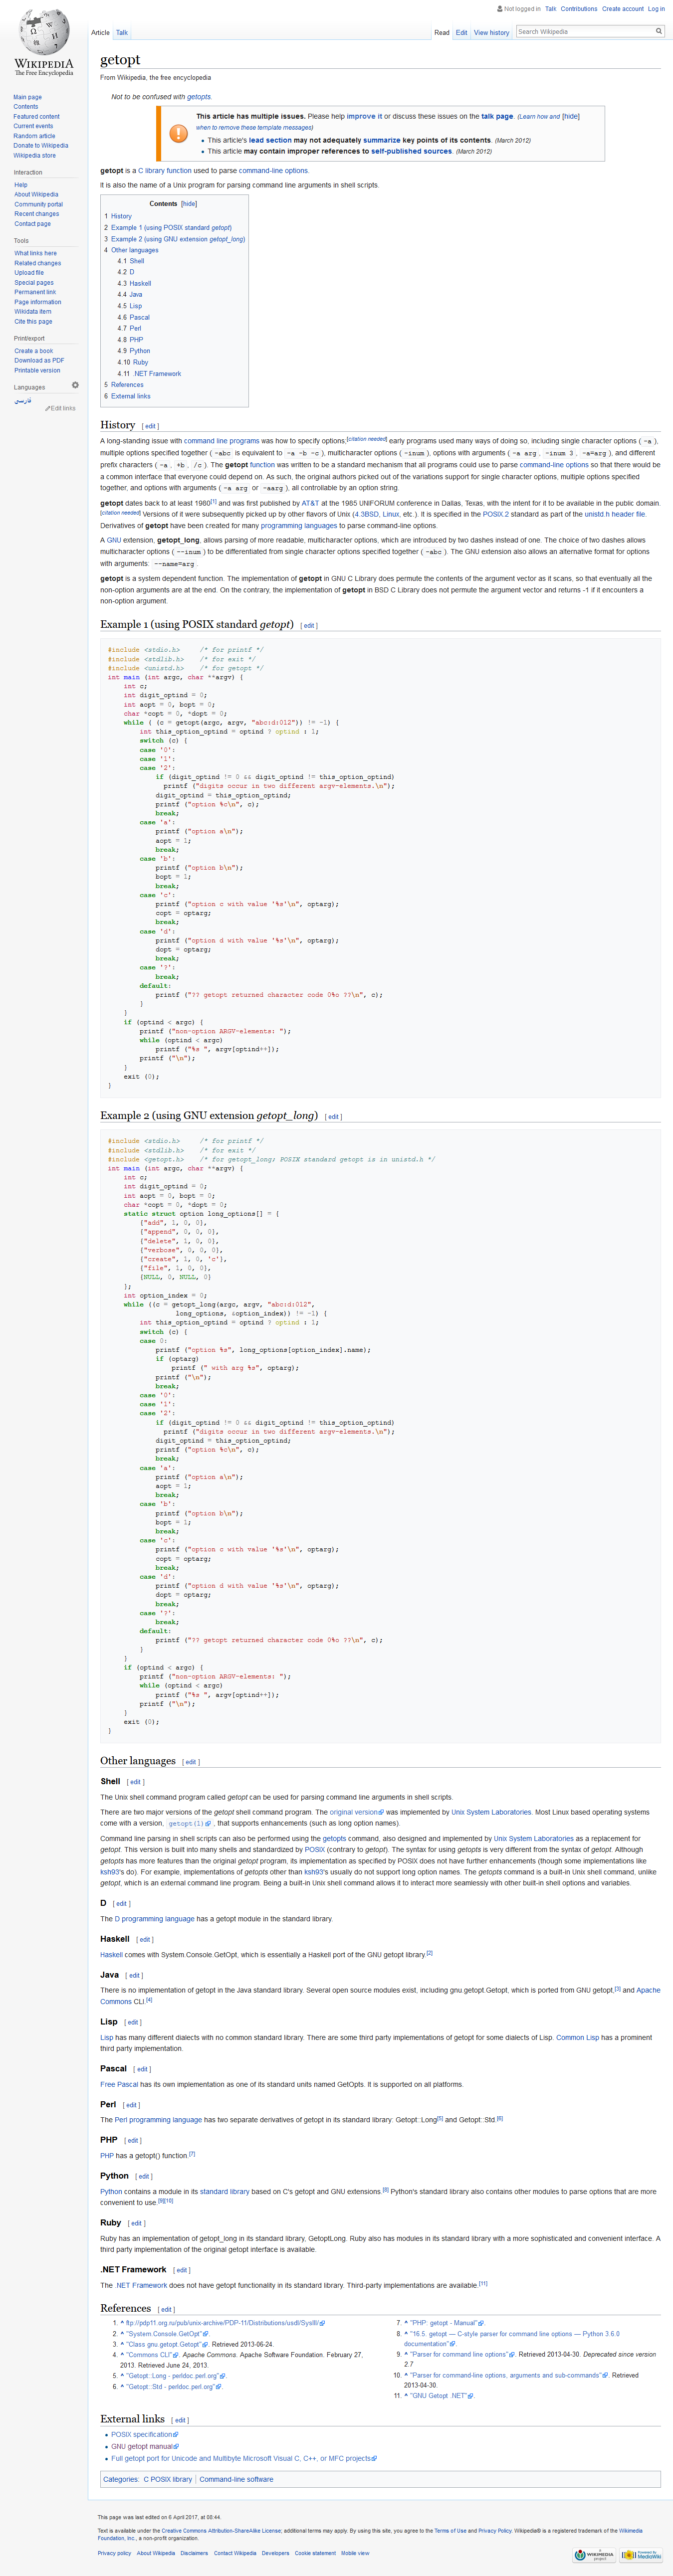 Not logged in Talk Contributions Create account Log in
Article Talk Read Edit View history Search Wikipedia
WIKIPEDIA
The Free Encyclopedia
Main page
Contents
Featured content
Current events
Random article
Donate to Wikipedia
Wikipedia store
Interaction
Help
About Wikipedia
Community portal
Recent changes
Contact page
Tools
What links here
Related changes
Upload file
Special pages
Permanent link
Page information
Wikidata item
Cite this page
Print/export
Create a book
Download as PDF
Printable version
Languages
فارسی
Edit links
getopt
From Wikipedia, the free encyclopedia
Not to be confused with getopts.
This article has multiple issues. Please help improve it or discuss these issues on the talk page. (Learn how and [hide]
when to remove these template messages)
• This article's lead section may not adequately summarize key points of its contents. (March 2012)
• This article may contain improper references to self-published sources. (March 2012)
getopt is a C library function used to parse command-line options.
It is also the name of a Unix program for parsing command line arguments in shell scripts.
Contents [hide]
1 History
2 Example 1 (using POSIX standard getopt)
3 Example 2 (using GNU extension getopt_long)
4 Other languages
4.1 Shell
4.2 D
4.3 Haskell
4.4 Java
4.5 Lisp
4.6 Pascal
4.7 Perl
4.8 PHP
4.9 Python
4.10 Ruby
4.11 .NET Framework
5 References
6 External links
History [ edit ]
A long-standing issue with command line programs was how to specify options;[citation needed] early programs used many ways of doing so, including single character options ( -a ),
multiple options specified together ( -abc is equivalent to -a -b -c ), multicharacter options ( -inum ), options with arguments ( -a arg , -inum 3 , -a=arg ), and different
prefix characters ( -a , +b , /c ). The getopt function was written to be a standard mechanism that all programs could use to parse command-line options so that there would be
a common interface that everyone could depend on. As such, the original authors picked out of the variations support for single character options, multiple options specified
together, and options with arguments ( -a arg or -aarg ), all controllable by an option string.
getopt dates back to at least 1980[1] and was first published by AT&T at the 1985 UNIFORUM conference in Dallas, Texas, with the intent for it to be available in the public domain.
[citation needed] Versions of it were subsequently picked up by other flavors of Unix (4.3BSD, Linux, etc.). It is specified in the POSIX.2 standard as part of the unistd.h header file.
Derivatives of getopt have been created for many programming languages to parse command-line options.
A GNU extension, getopt_long, allows parsing of more readable, multicharacter options, which are introduced by two dashes instead of one. The choice of two dashes allows
multicharacter options ( --inum ) to be differentiated from single character options specified together ( -abc ). The GNU extension also allows an alternative format for options
with arguments: --name=arg .
getopt is a system dependent function. The implementation of getopt in GNU C Library does permute the contents of the argument vector as it scans, so that eventually all the
non-option arguments are at the end. On the contrary, the implementation of getopt in BSD C Library does not permute the argument vector and returns -1 if it encounters a
non-option argument.
Example 1 (using POSIX standard getopt) [ edit ]
#include <stdio.h> /* for printf */
#include <stdlib.h> /* for exit */
#include <unistd.h> /* for getopt */
int main (int argc, char **argv) {
int c;
int digit_optind = 0;
int aopt = 0, bopt = 0;
char *copt = 0, *dopt = 0;
while ( (c = getopt(argc, argv, "abc:d:012")) != -1) {
int this_option_optind = optind ? optind : 1;
switch (c) {
case '0':
case '1':
case '2':
if (digit_optind != 0 && digit_optind != this_option_optind)
printf ("digits occur in two different argv-elements.\n");
digit_optind = this_option_optind;
printf ("option %c\n", c);
break;
case 'a':
printf ("option a\n");
aopt = 1;
break;
case 'b':
printf ("option b\n");
bopt = 1;
break;
case 'c':
printf ("option c with value '%s'\n", optarg);
copt = optarg;
break;
case 'd':
printf ("option d with value '%s'\n", optarg);
dopt = optarg;
break;
case '?':
break;
default:
printf ("?? getopt returned character code 0%o ??\n", c);
}
}
if (optind < argc) {
printf ("non-option ARGV-elements: ");
while (optind < argc)
printf ("%s ", argv[optind++]);
printf ("\n");
}
exit (0);
}
Example 2 (using GNU extension getopt_long) [ edit ]
#include <stdio.h> /* for printf */
#include <stdlib.h> /* for exit */
#include <getopt.h> /* for getopt_long; POSIX standard getopt is in unistd.h */
int main (int argc, char **argv) {
int c;
int digit_optind = 0;
int aopt = 0, bopt = 0;
char *copt = 0, *dopt = 0;
static struct option long_options[] = {
{"add", 1, 0, 0},
{"append", 0, 0, 0},
{"delete", 1, 0, 0},
{"verbose", 0, 0, 0},
{"create", 1, 0, 'c'},
{"file", 1, 0, 0},
{NULL, 0, NULL, 0}
};
int option_index = 0;
while ((c = getopt_long(argc, argv, "abc:d:012",
long_options, &option_index)) != -1) {
int this_option_optind = optind ? optind : 1;
switch (c) {
case 0:
printf ("option %s", long_options[option_index].name);
if (optarg)
printf (" with arg %s", optarg);
printf ("\n");
break;
case '0':
case '1':
case '2':
if (digit_optind != 0 && digit_optind != this_option_optind)
printf ("digits occur in two different argv-elements.\n");
digit_optind = this_option_optind;
printf ("option %c\n", c);
break;
case 'a':
printf ("option a\n");
aopt = 1;
break;
case 'b':
printf ("option b\n");
bopt = 1;
break;
case 'c':
printf ("option c with value '%s'\n", optarg);
copt = optarg;
break;
case 'd':
printf ("option d with value '%s'\n", optarg);
dopt = optarg;
break;
case '?':
break;
default:
printf ("?? getopt returned character code 0%o ??\n", c);
}
}
if (optind < argc) {
printf ("non-option ARGV-elements: ");
while (optind < argc)
printf ("%s ", argv[optind++]);
printf ("\n");
}
exit (0);
}
Other languages [ edit ]
Shell [ edit ]
The Unix shell command program called getopt can be used for parsing command line arguments in shell scripts.
There are two major versions of the getopt shell command program. The original version was implemented by Unix System Laboratories. Most Linux based operating systems
come with a version, getopt(1) , that supports enhancements (such as long option names).
Command line parsing in shell scripts can also be performed using the getopts command, also designed and implemented by Unix System Laboratories as a replacement for
getopt. This version is built into many shells and standardized by POSIX (contrary to getopt). The syntax for using getopts is very different from the syntax of getopt. Although
getopts has more features than the original getopt program, its implementation as specified by POSIX does not have further enhancements (though some implementations like
ksh93's do). For example, implementations of getopts other than ksh93's usually do not support long option names. The getopts command is a built-in Unix shell command, unlike
getopt, which is an external command line program. Being a built-in Unix shell command allows it to interact more seamlessly with other built-in shell options and variables.
D [ edit ]
The D programming language has a getopt module in the standard library.
Haskell [ edit ]
Haskell comes with System.Console.GetOpt, which is essentially a Haskell port of the GNU getopt library.[2]
Java [ edit ]
There is no implementation of getopt in the Java standard library. Several open source modules exist, including gnu.getopt.Getopt, which is ported from GNU getopt,[3] and Apache
Commons CLI.[4]
Lisp [ edit ]
Lisp has many different dialects with no common standard library. There are some third party implementations of getopt for some dialects of Lisp. Common Lisp has a prominent
third party implementation.
Pascal [ edit ]
Free Pascal has its own implementation as one of its standard units named GetOpts. It is supported on all platforms.
Perl [ edit ]
The Perl programming language has two separate derivatives of getopt in its standard library: Getopt::Long[5] and Getopt::Std.[6]
PHP [ edit ]
PHP has a getopt() function.[7]
Python [ edit ]
Python contains a module in its standard library based on C's getopt and GNU extensions.[8] Python's standard library also contains other modules to parse options that are more
convenient to use.[9][10]
Ruby [ edit ]
Ruby has an implementation of getopt_long in its standard library, GetoptLong. Ruby also has modules in its standard library with a more sophisticated and convenient interface. A
third party implementation of the original getopt interface is available.
.NET Framework [ edit ]
The .NET Framework does not have getopt functionality in its standard library. Third-party implementations are available.[11]
References [ edit ]
1. ^ ftp://pdp11.org.ru/pub/unix-archive/PDP-11/Distributions/usdl/SysIII/
2. ^ "System.Console.GetOpt".
3. ^ "Class gnu.getopt.Getopt". Retrieved 2013-06-24.
4. ^ "Commons CLI". Apache Commons. Apache Software Foundation. February 27,
2013. Retrieved June 24, 2013.
5. ^ "Getopt::Long - perldoc.perl.org".
6. ^ "Getopt::Std - perldoc.perl.org".
7. ^ "PHP: getopt - Manual".
8. ^ "16.5. getopt — C-style parser for command line options — Python 3.6.0
documentation".
9. ^ "Parser for command line options". Retrieved 2013-04-30. Deprecated since version
2.7
10. ^ "Parser for command-line options, arguments and sub-commands". Retrieved
2013-04-30.
11. ^ "GNU Getopt .NET".
External links [ edit ]
• POSIX specification
• GNU getopt manual
• Full getopt port for Unicode and Multibyte Microsoft Visual C, C++, or MFC projects
Categories: C POSIX library | Command-line software
This page was last edited on 6 April 2017, at 08:44.
Text is available under the Creative Commons Attribution-ShareAlike License; additional terms may apply. By using this site, you agree to the Terms of Use and Privacy Policy. Wikipedia® is a registered trademark of the Wikimedia
Foundation, Inc., a non-profit organization.
Privacy policy About Wikipedia Disclaimers Contact Wikipedia Developers Cookie statement Mobile view
A WIKIMEDIA project
Powered by MediaWiki